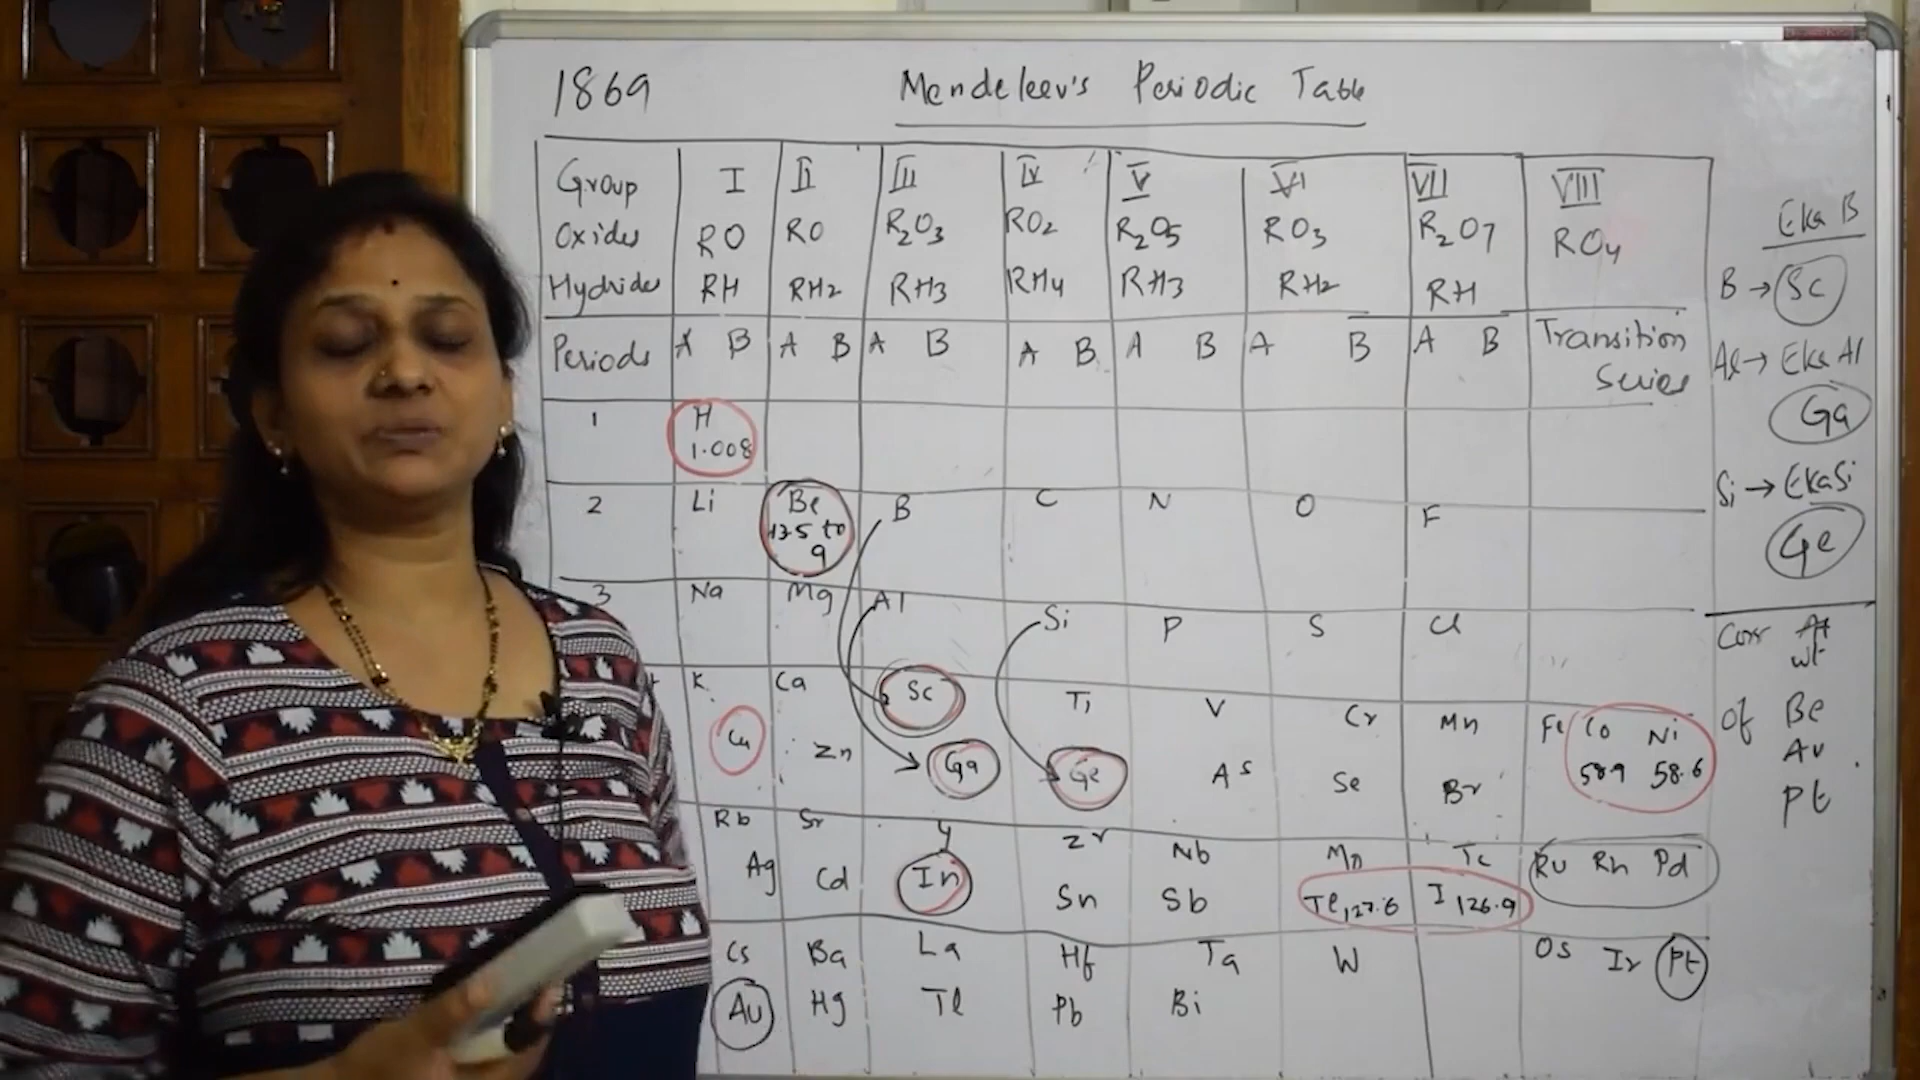 1869 Mendeleev's Periodic Table
Group I II III IV V VI VII VIII
Oxides RO RO R2O3 RO2 R2O5 RO3 R2O7 RO4
Hydrides RH RH2 RH3 RH4 RH3 RH2 RH
Periods A B A B A B A B A B A B A B Transition
Series
1 H
1.008
2 Li Be B C N O F
13.5 to
9
3 Na Mg Al Si P S Cl
K Ca Sc Ti V Cr Mn Fe Co Ni
58.9 58.6
Cu Zn Ga Ge As Se Br
Rb Sr Y Zr Nb Mn Tc Ru Rh Pd
Ag Cd In Sn Sb Te 127.6 I 126.9
Cs Ba La Hf Ta W Os Ir Pt
Au Hg Tl Pb Bi
Eka B
B → Sc
Al → Eka Al
Ga
Si → EkaSi
Ge
Corr At
wt
of Be
Au
Pt